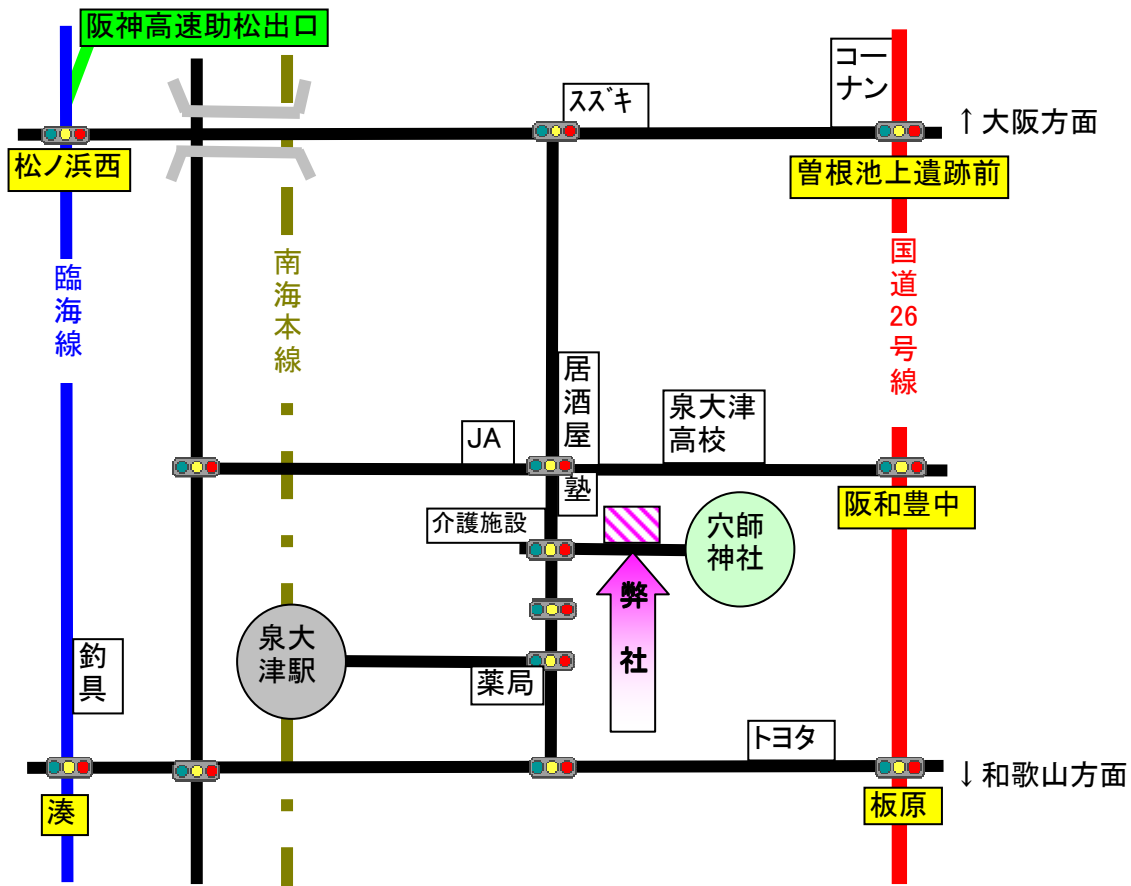 阪神高速助松出口
コー
ナン
スズキ
↑大阪方面
松ノ浜西
曽根池上遺跡前
臨海線
南海本線
国道26号線
居酒屋
泉大津
高校
JA
塾
阪和豊中
介護施設
穴師
神社
弊社
泉大
津駅
釣具
薬局
トヨタ
↓和歌山方面
湊
板原